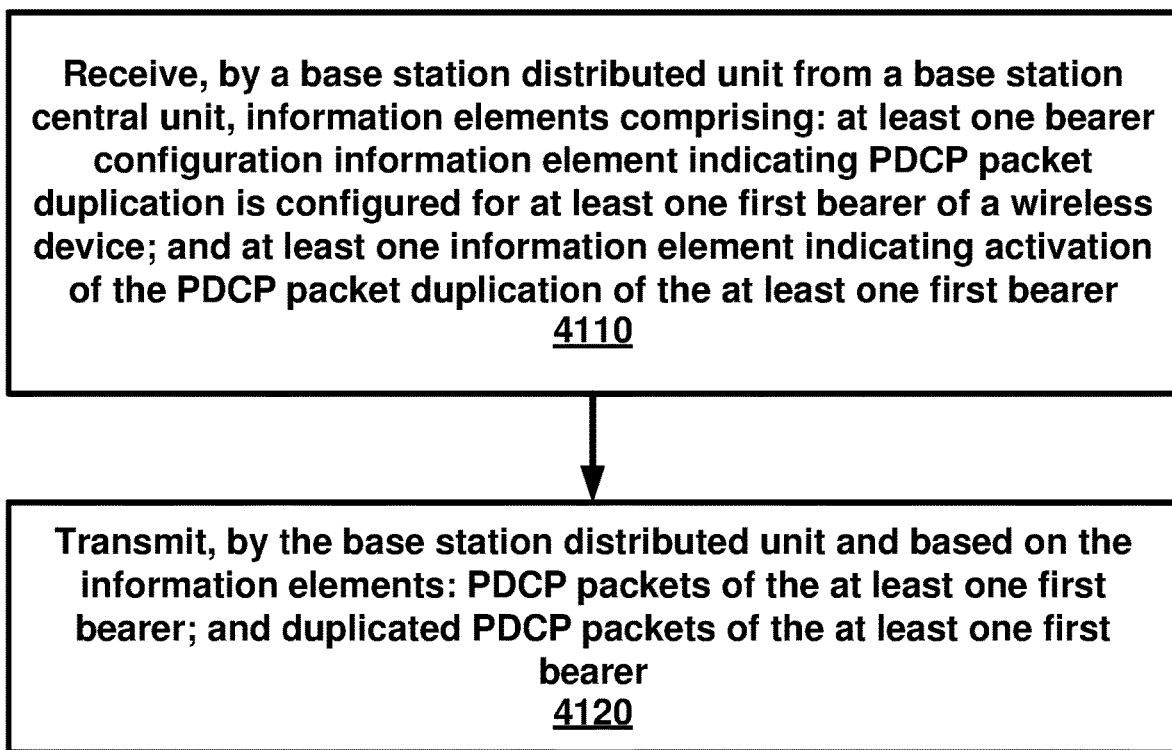 Receive, by a base station distributed unit from a base station
central unit, information elements comprising: at least one bearer
configuration information element indicating PDCP packet
duplication is configured for at least one first bearer of a wireless
device; and at least one information element indicating activation
of the PDCP packet duplication of the at least one first bearer
4110
Transmit, by the base station distributed unit and based on the
information elements: PDCP packets of the at least one first
bearer; and duplicated PDCP packets of the at least one first
bearer
4120